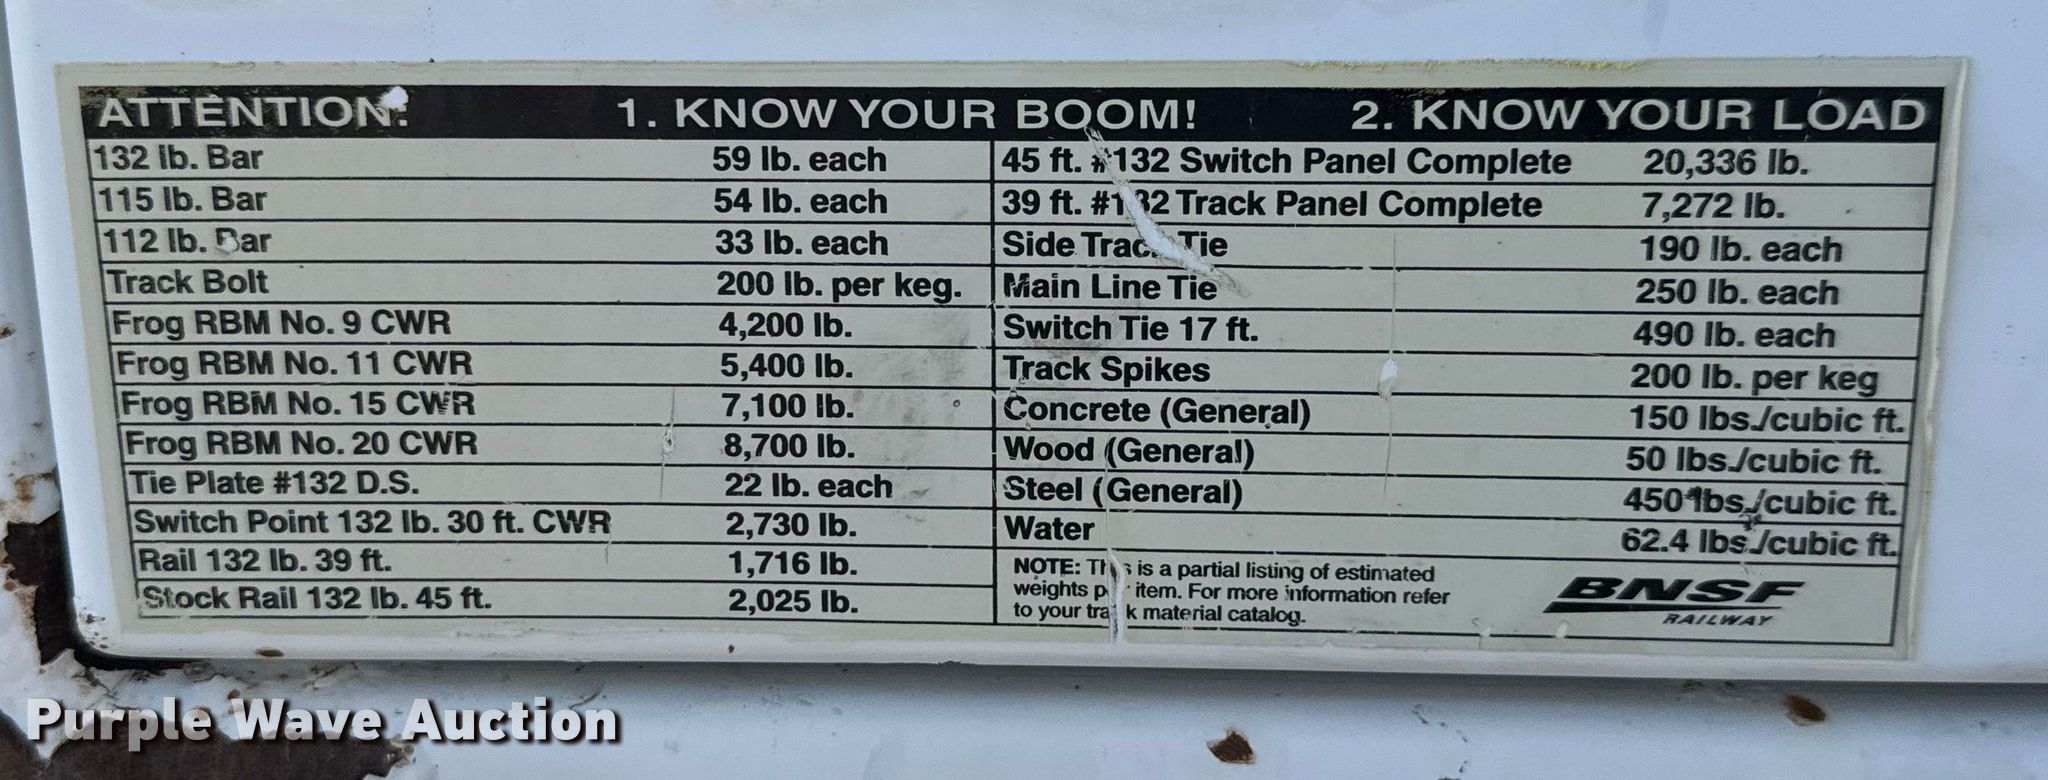 ATTENTION: 1. KNOW YOUR BOOM! 2. KNOW YOUR LOAD
132 lb. Bar 59 lb. each
115 lb. Bar 54 lb. each
112 lb. Bar 33 lb. each
Track Bolt 200 lb. per keg.
Frog RBM No. 9 CWR 4,200 lb.
Frog RBM No. 11 CWR 5,400 lb.
Frog RBM No. 15 CWR 7,100 lb.
Frog RBM No. 20 CWR 8,700 lb.
Tie Plate #132 D.S. 22 lb. each
Switch Point 132 lb. 30 ft. CWR 2,730 lb.
Rail 132 lb. 39 ft. 1,716 lb.
Stock Rail 132 lb. 45 ft. 2,025 lb.
45 ft. #132 Switch Panel Complete 20,336 lb.
39 ft. #132 Track Panel Complete 7,272 lb.
Side Track Tie 190 lb. each
Main Line Tie 250 lb. each
Switch Tie 17 ft. 490 lb. each
Track Spikes 200 lb. per keg
Concrete (General) 150 lbs./cubic ft.
Wood (General) 50 lbs./cubic ft.
Steel (General) 450 lbs./cubic ft.
Water 62.4 lbs./cubic ft.
NOTE: This is a partial listing of estimated
weights per item. For more information refer
to your track material catalog.
BNSF
RAILWAY
Purple Wave Auction